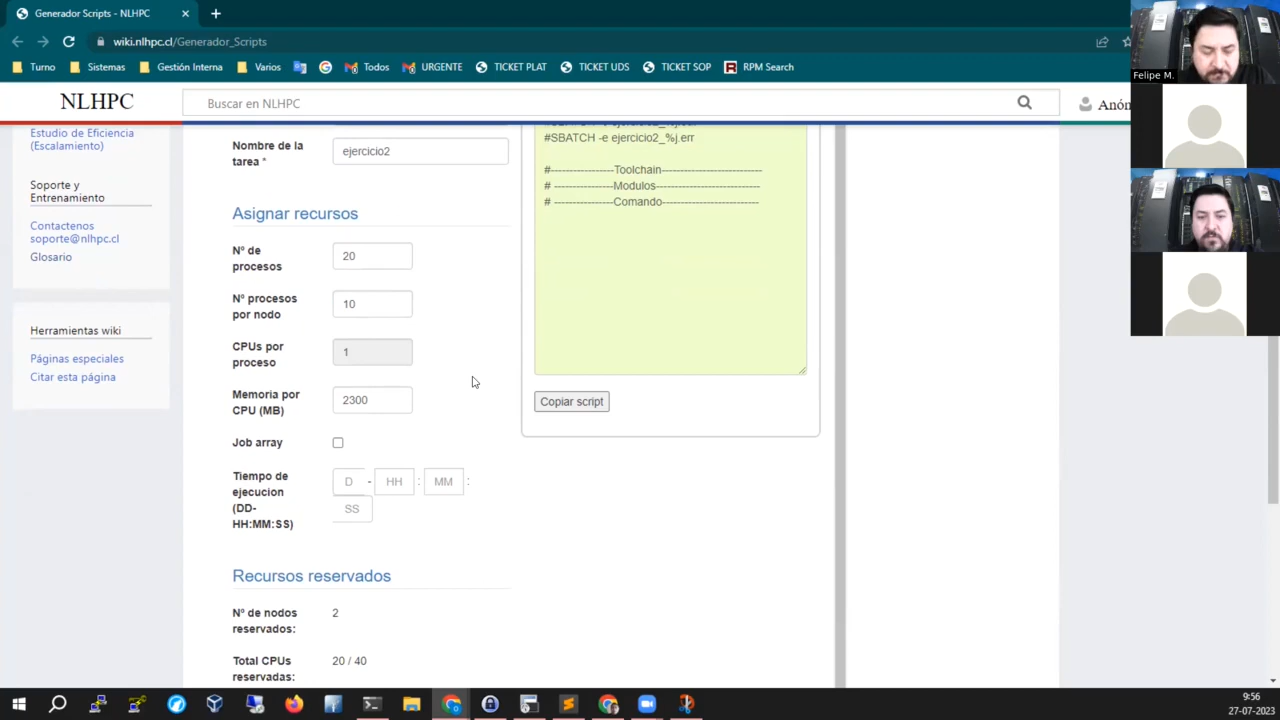 Generador Scripts - NLHPC
wiki.nlhpc.cl/Generador_Scripts
Turno Sistemas Gestión Interna Varios Todos URGENTE TICKET PLAT TICKET UDS TICKET SOP RPM Search
NLHPC
Buscar en NLHPC
Anón
Felipe M.
Estudio de Eficiencia
(Escalamiento)
Soporte y
Entrenamiento
Contactenos
soporte@nlhpc.cl
Glosario
Herramientas wiki
Páginas especiales
Citar esta página
Nombre de la
tarea *
ejercicio2
Asignar recursos
Nº de
procesos
20
Nº procesos
por nodo
10
CPUs por
proceso
1
Memoria por
CPU (MB)
2300
Job array
Tiempo de
ejecucion
(DD-
HH:MM:SS)
D - HH : MM :
SS
Recursos reservados
Nº de nodos
reservados:
2
Total CPUs
reservadas:
20 / 40
#SBATCH -e ejercicio2_%j.err
#-----------------Toolchain---------------------------
# ----------------Modulos----------------------------
# ----------------Comando--------------------------
Copiar script
9:56
27-07-2023